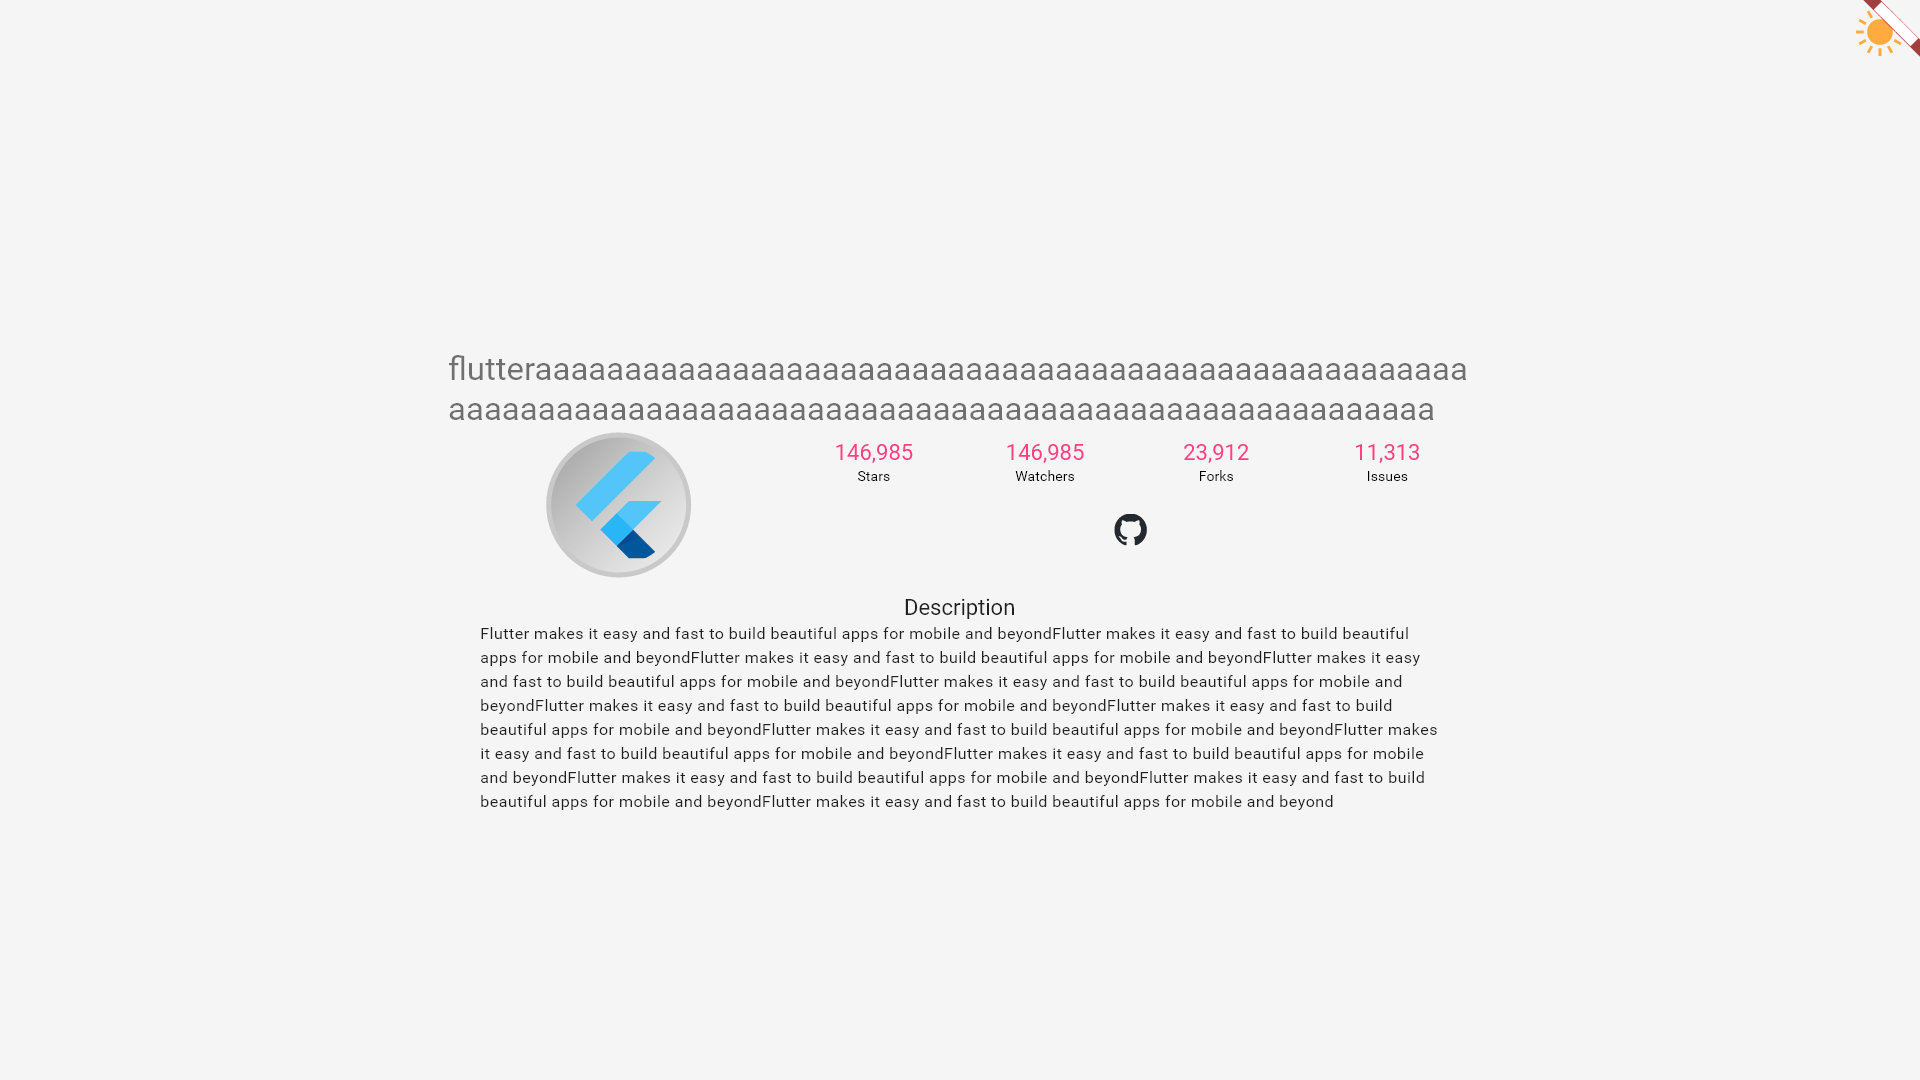 flutteraaaaaaaaaaaaaaaaaaaaaaaaaaaaaaaaaaaaaaaaaaaaaaaaaaaa
aaaaaaaaaaaaaaaaaaaaaaaaaaaaaaaaaaaaaaaaaaaaaaaaaaaaaaa
146,985 146,985 23,912 11,313
Stars Watchers Forks Issues
Description
Flutter makes it easy and fast to build beautiful apps for mobile and beyondFlutter makes it easy and fast to build beautiful
apps for mobile and beyondFlutter makes it easy and fast to build beautiful apps for mobile and beyondFlutter makes it easy
and fast to build beautiful apps for mobile and beyondFlutter makes it easy and fast to build beautiful apps for mobile and
beyondFlutter makes it easy and fast to build beautiful apps for mobile and beyondFlutter makes it easy and fast to build
beautiful apps for mobile and beyondFlutter makes it easy and fast to build beautiful apps for mobile and beyondFlutter makes
it easy and fast to build beautiful apps for mobile and beyondFlutter makes it easy and fast to build beautiful apps for mobile
and beyondFlutter makes it easy and fast to build beautiful apps for mobile and beyondFlutter makes it easy and fast to build
beautiful apps for mobile and beyondFlutter makes it easy and fast to build beautiful apps for mobile and beyond